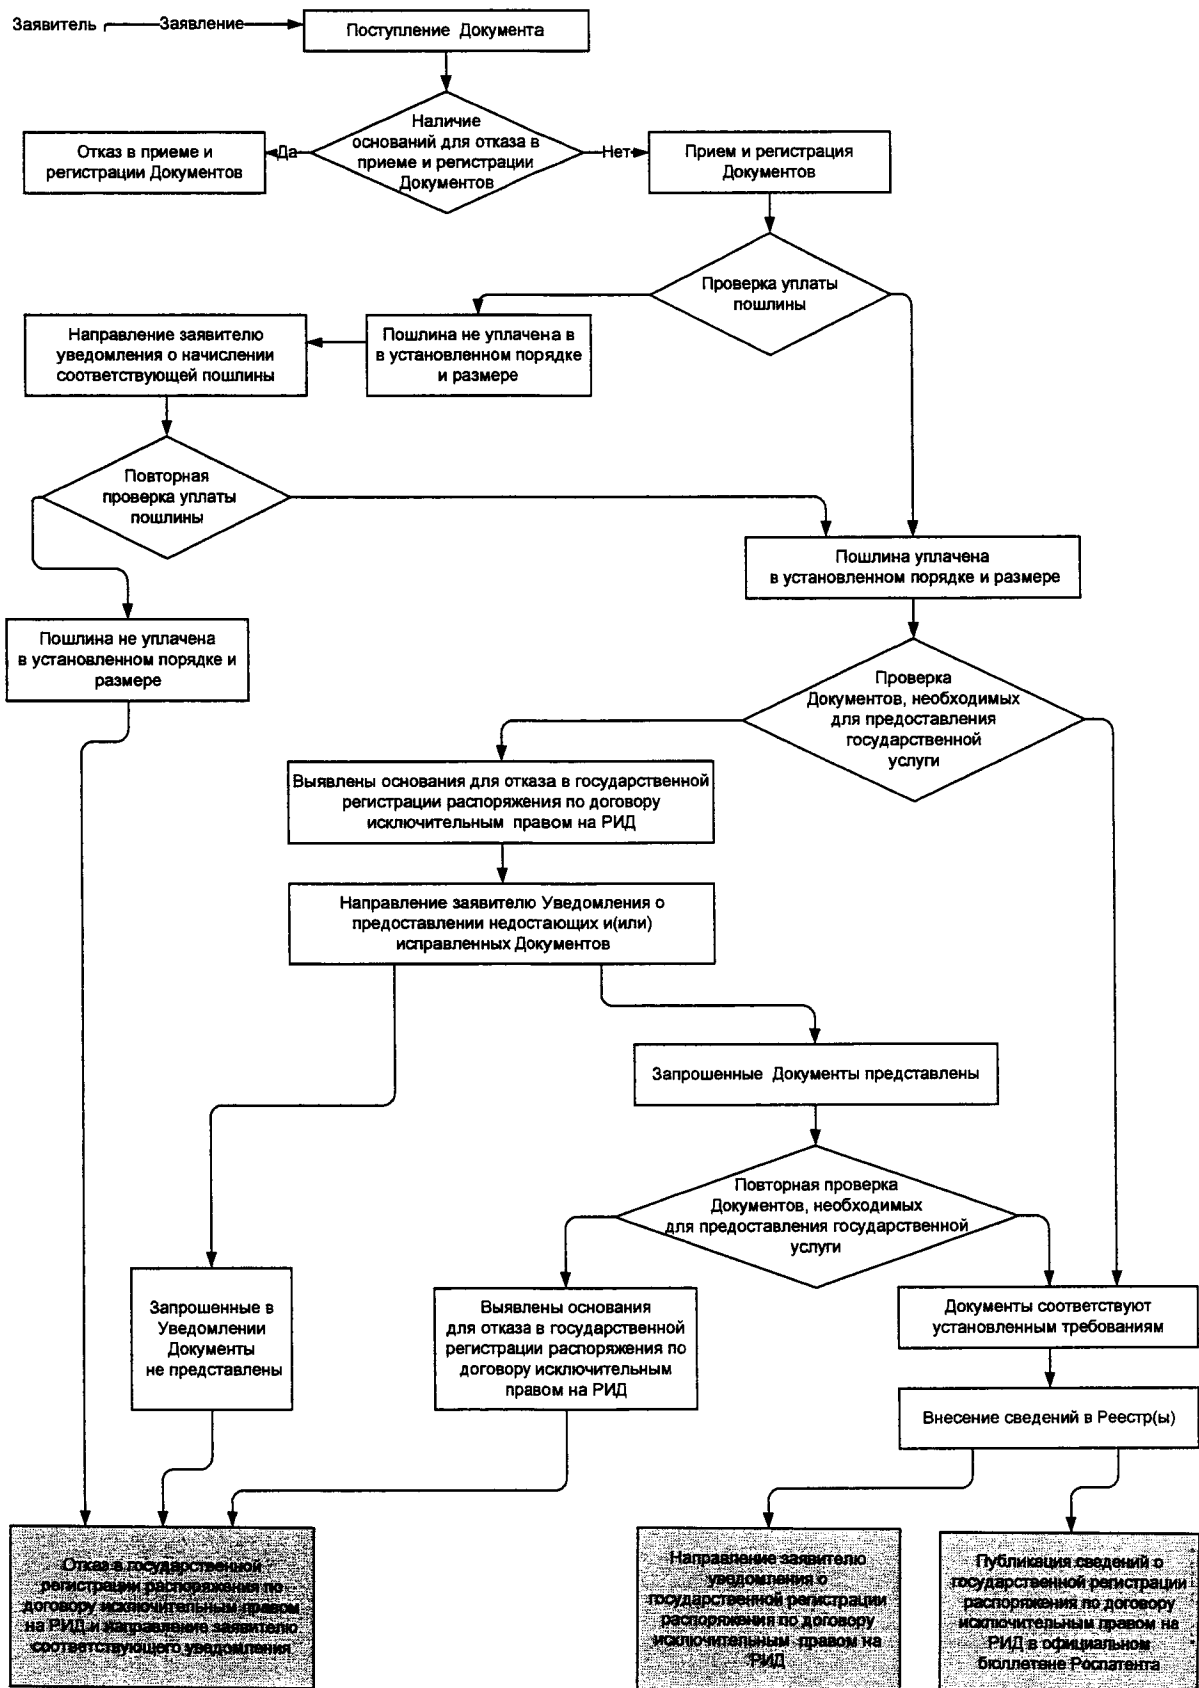 Заявитель
Заявление
Поступление Документа
Наличие
оснований для отказа в
приеме и регистрации
Документов
Да
Нет
Отказ в приеме и
регистрации Документов
Прием и регистрация
Документов
Проверка уплаты
пошлины
Пошлина не уплачена в
в установленном порядке
и размере
Направление заявителю
уведомления о начислении
соответствующей пошлины
Повторная
проверка уплаты
пошлины
Пошлина уплачена
в установленном порядке и размере
Пошлина не уплачена
в установленном порядке и
размере
Проверка
Документов, необходимых
для предоставления
государственной
услуги
Выявлены основания для отказа в государственной
регистрации распоряжения по договору
исключительным правом на РИД
Направление заявителю Уведомления о
предоставлении недостающих и(или)
исправленных Документов
Запрошенные Документы представлены
Повторная проверка
Документов, необходимых
для предоставления государственной
услуги
Запрошенные в
Уведомлении
Документы
не представлены
Выявлены основания
для отказа в государственной
регистрации распоряжения по
договору исключительным
правом на РИД
Документы соответствуют
установленным требованиям
Внесение сведений в Реестр(ы)
Отказ в государственной
регистрации распоряжения по
договору исключительным правом
на РИД и направление заявителю
соответствующего уведомления
Направление заявителю
уведомления о
государственной регистрации
распоряжения по договору
исключительным правом на
РИД
Публикация сведений о
государственной регистрации
распоряжения по договору
исключительным правом на
РИД в официальном
бюллетене Роспатента